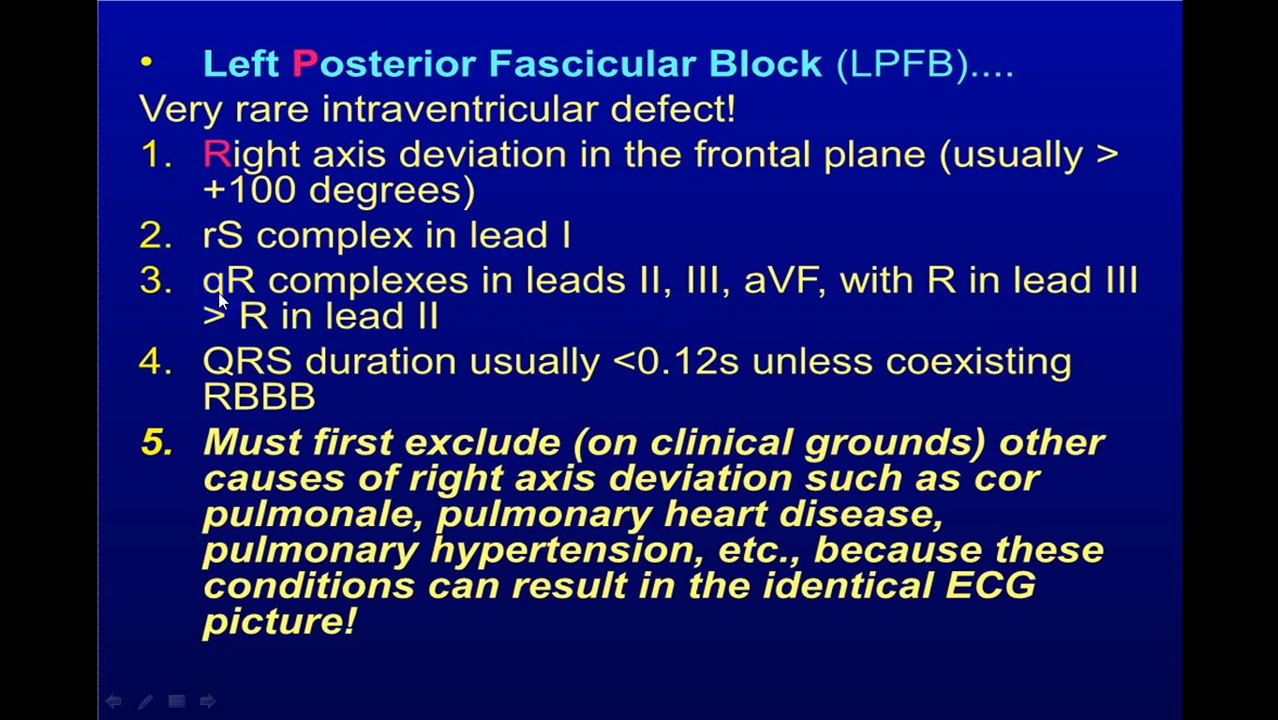 • Left Posterior Fascicular Block (LPFB)....
Very rare intraventricular defect!
1. Right axis deviation in the frontal plane (usually >
+100 degrees)
2. rS complex in lead I
3. qR complexes in leads II, III, aVF, with R in lead III
> R in lead II
4. QRS duration usually <0.12s unless coexisting
RBBB
5. Must first exclude (on clinical grounds) other
causes of right axis deviation such as cor
pulmonale, pulmonary heart disease,
pulmonary hypertension, etc., because these
conditions can result in the identical ECG
picture!